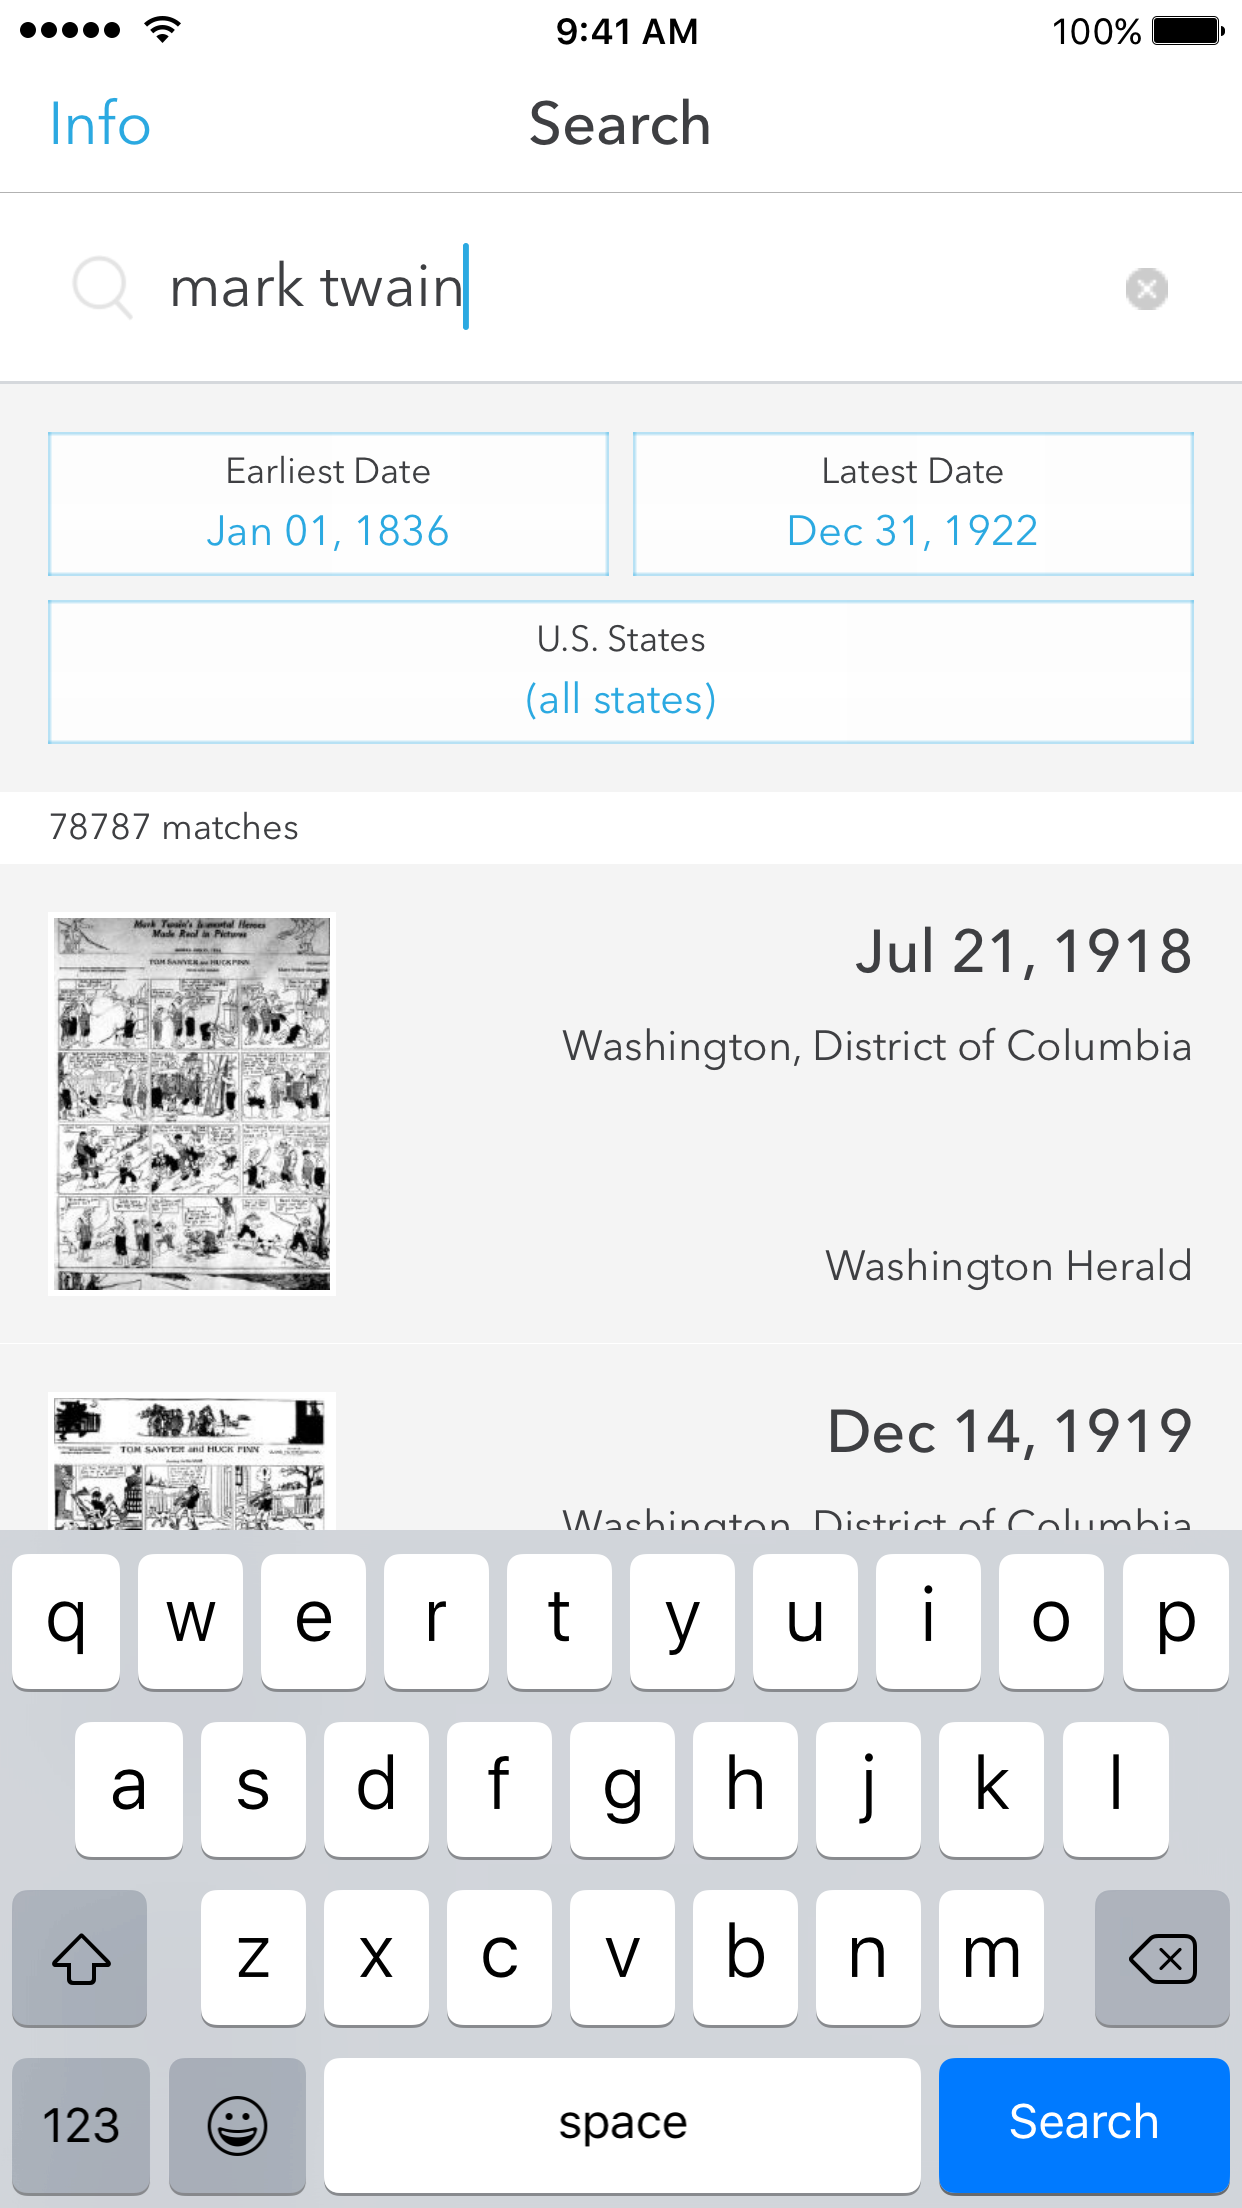 9:41 AM
100%
Info
Search
mark twain
Earliest Date
Jan 01, 1836
Latest Date
Dec 31, 1922
U.S. States
(all states)
78787 matches
Mark Twain's Immortal Heroes
Made Real in Pictures
TOM SAWYER and HUCK FINN
Jul 21, 1918
Washington, District of Columbia
Washington Herald
TOM SAWYER and HUCK FINN
Dec 14, 1919
Washington, District of Columbia
q w e r t y u i o p
a s d f g h j k l
z x c v b n m
123
space
Search